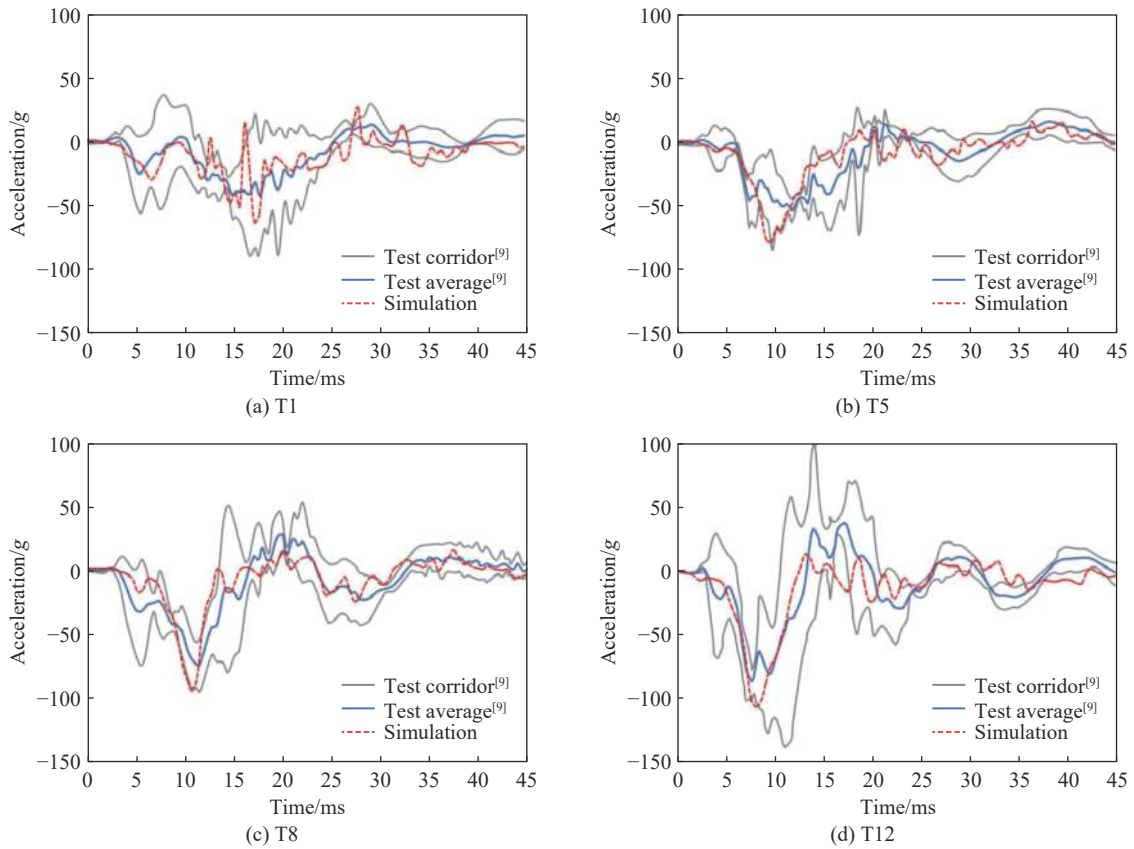 100
50
0
−50
−100
−150
Acceleration/g
0 5 10 15 20 25 30 35 40 45
Time/ms
Test corridor[9]
Test average[9]
Simulation
(a) T1
100
50
0
−50
−100
−150
Acceleration/g
0 5 10 15 20 25 30 35 40 45
Time/ms
Test corridor[9]
Test average[9]
Simulation
(b) T5
100
50
0
−50
−100
−150
Acceleration/g
0 5 10 15 20 25 30 35 40 45
Time/ms
Test corridor[9]
Test average[9]
Simulation
(c) T8
100
50
0
−50
−100
−150
Acceleration/g
0 5 10 15 20 25 30 35 40 45
Time/ms
Test corridor[9]
Test average[9]
Simulation
(d) T12